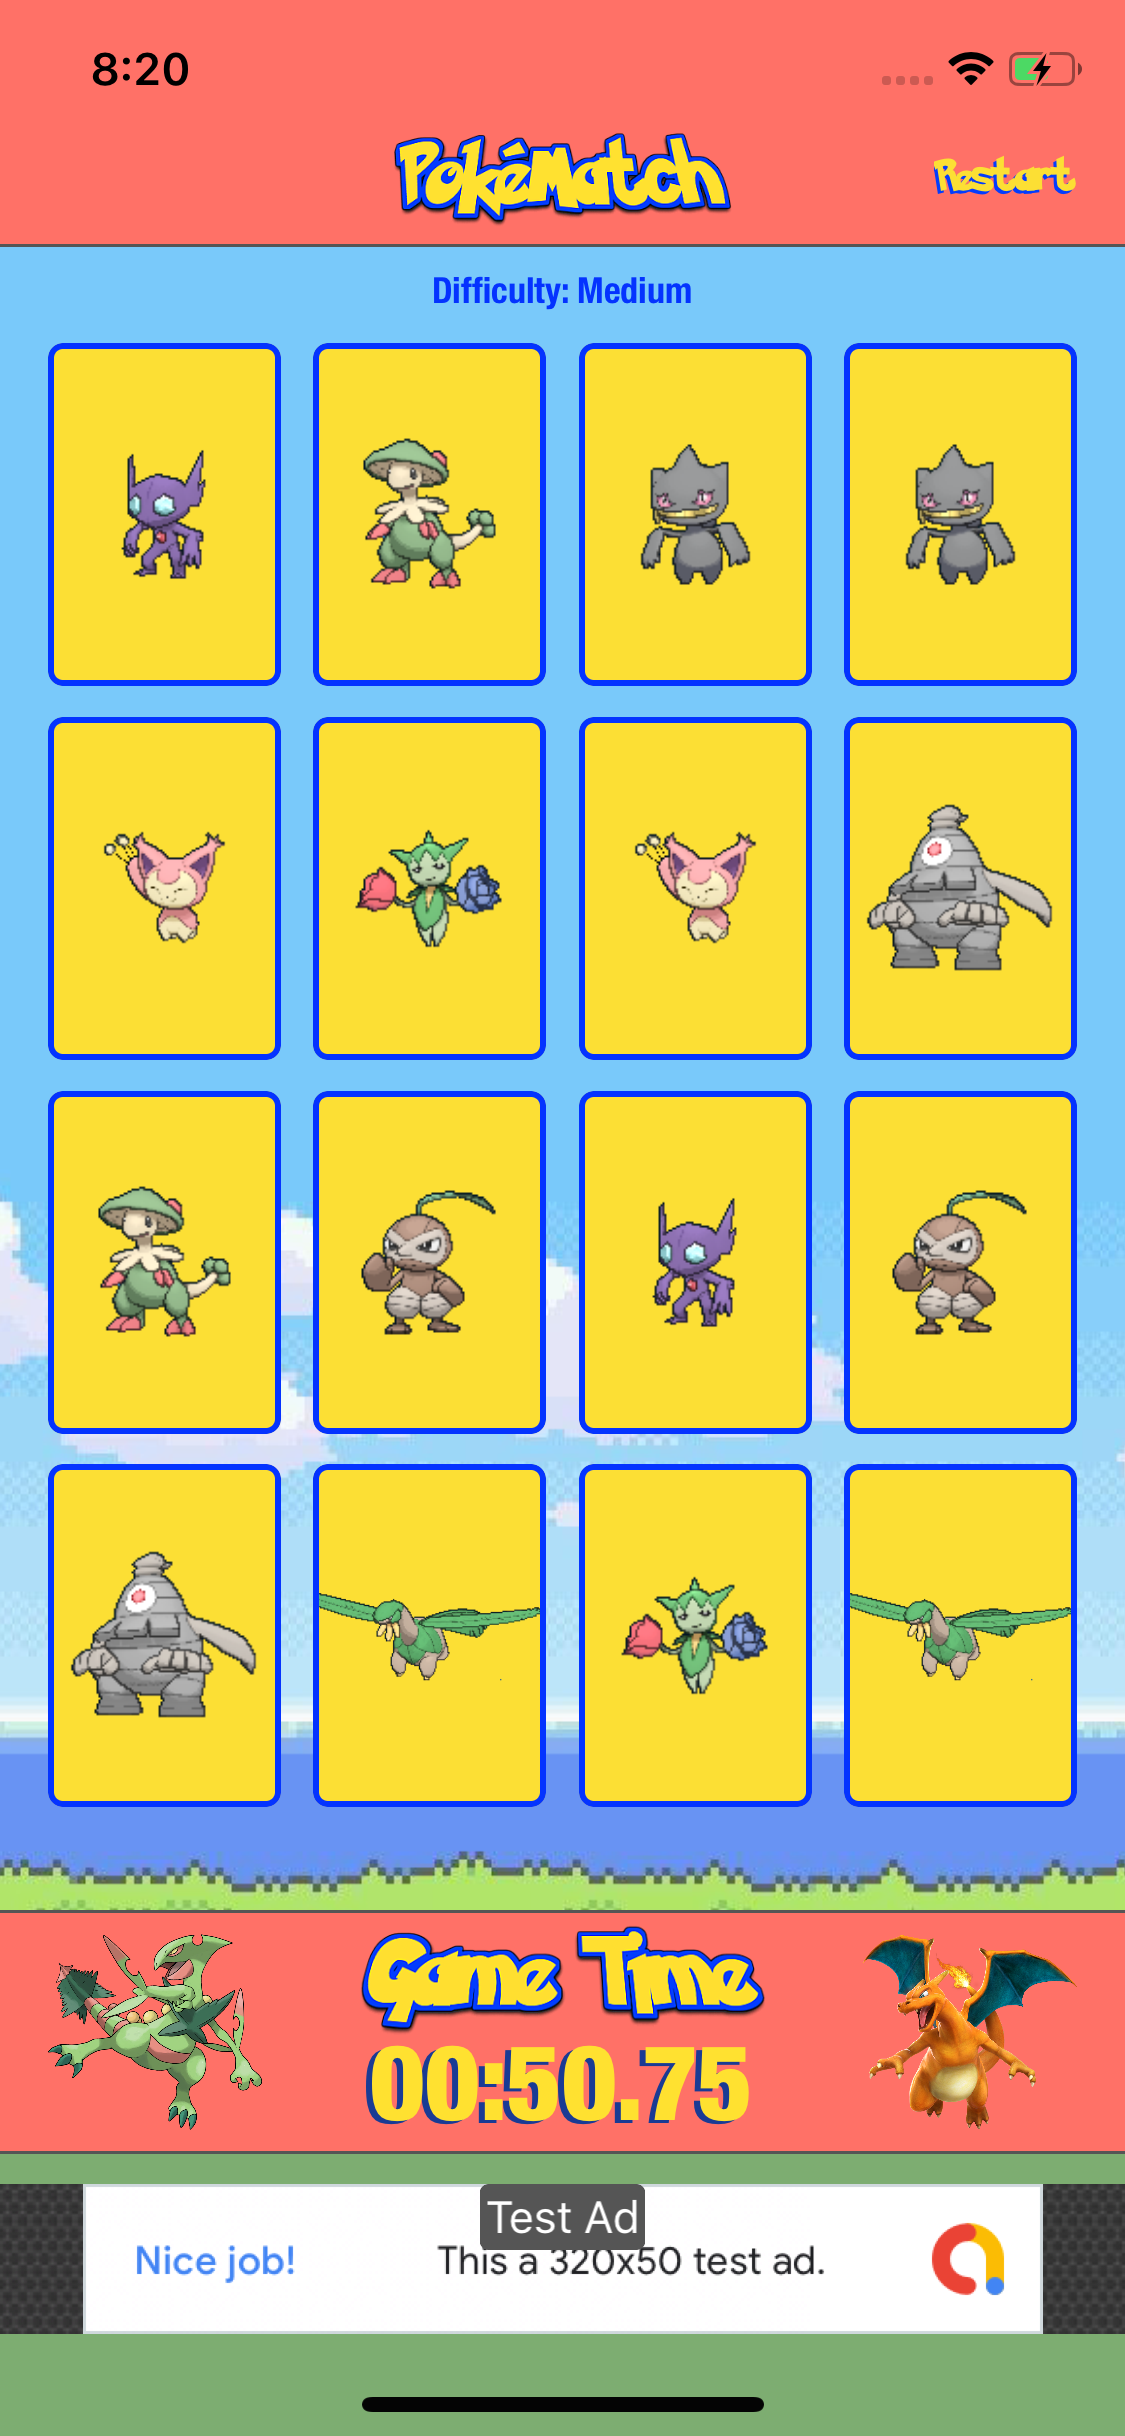 8:20
PokéMatch
Restart
Difficulty: Medium
Game Time
00:50.75
Test Ad
Nice job!
This a 320x50 test ad.